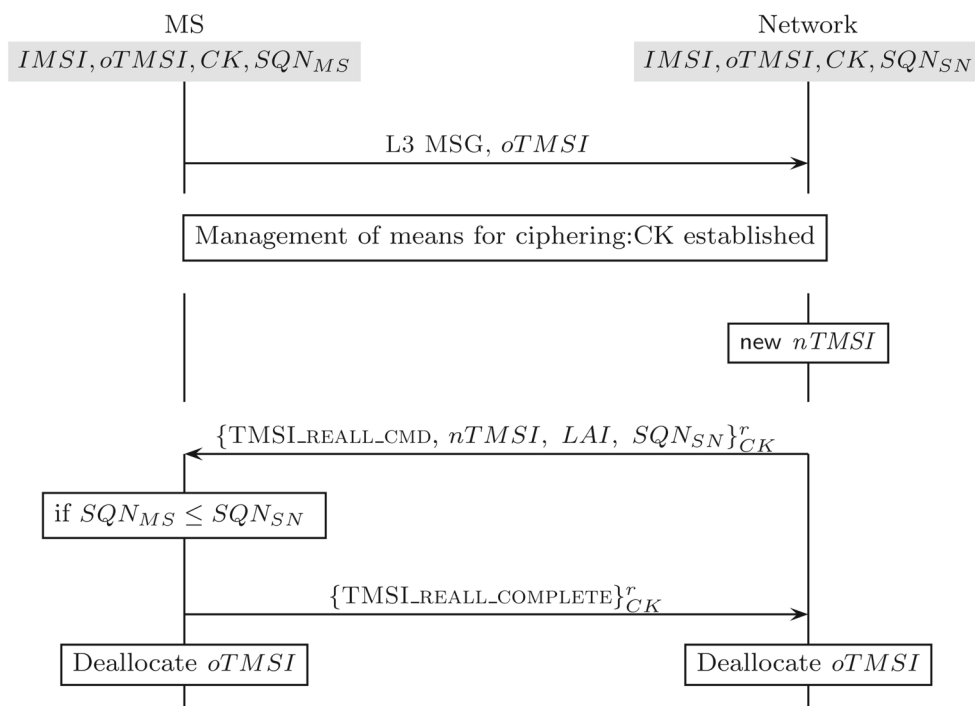 MS
Network
IMSI, oTMSI, CK, SQN_MS
IMSI, oTMSI, CK, SQN_SN
L3 MSG, oTMSI
Management of means for ciphering:CK established
new nTMSI
{TMSI_REALL_CMD, nTMSI, LAI, SQN_SN}^r_CK
if SQN_MS ≤ SQN_SN
{TMSI_REALL_COMPLETE}^r_CK
Deallocate oTMSI
Deallocate oTMSI